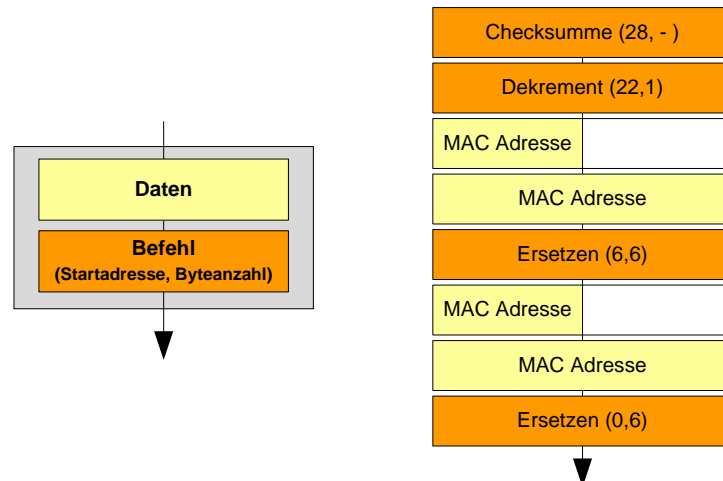 Daten
Befehl
(Startadresse, Byteanzahl)
Checksumme (28, - )
Dekrement (22,1)
MAC Adresse
MAC Adresse
Ersetzen (6,6)
MAC Adresse
MAC Adresse
Ersetzen (0,6)